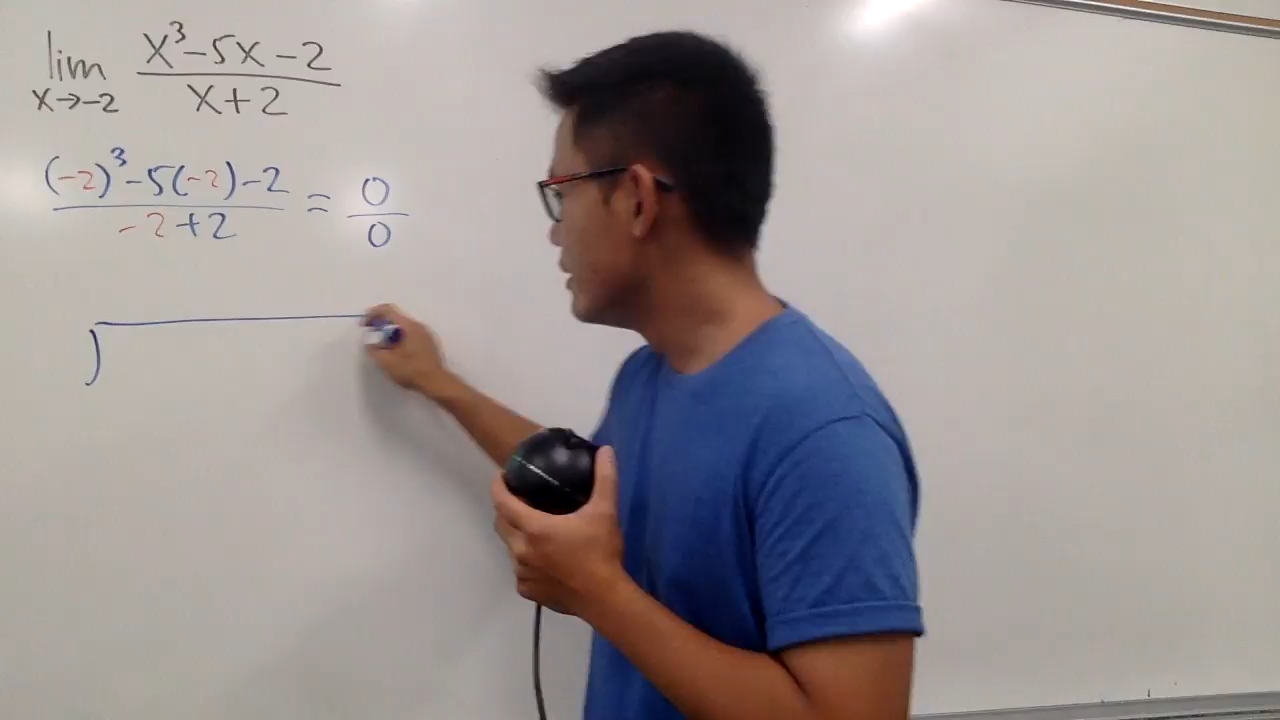 lim x→-2 (x³-5x-2)/(x+2)
((-2)³-5(-2)-2)/(-2+2) = 0/0